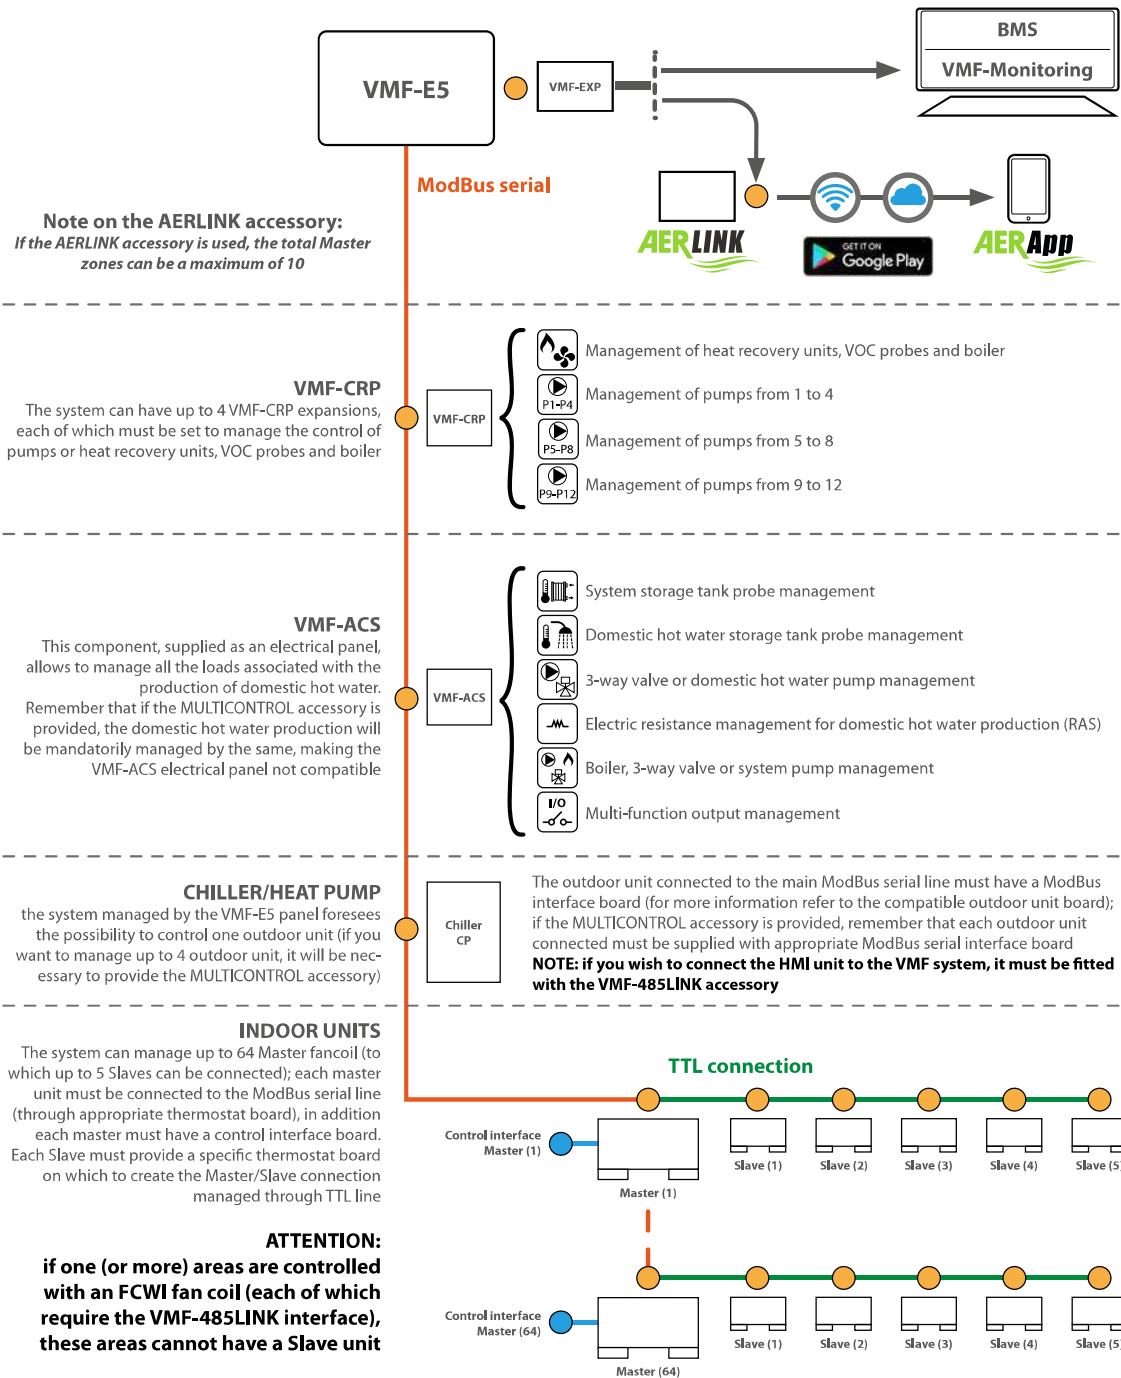 BMS
VMF-Monitoring
VMF-E5
VMF-EXP
ModBus serial
Note on the AERLINK accessory:
If the AERLINK accessory is used, the total Master
zones can be a maximum of 10
AERLINK
GET IT ON
Google Play
AERApp
VMF-CRP
The system can have up to 4 VMF-CRP expansions,
each of which must be set to manage the control of
pumps or heat recovery units, VOC probes and boiler
VMF-CRP
Management of heat recovery units, VOC probes and boiler
P1-P4
Management of pumps from 1 to 4
P5-P8
Management of pumps from 5 to 8
P9-P12
Management of pumps from 9 to 12
VMF-ACS
This component, supplied as an electrical panel,
allows to manage all the loads associated with the
production of domestic hot water.
Remember that if the MULTICONTROL accessory is
provided, the domestic hot water production will
be mandatorily managed by the same, making the
VMF-ACS electrical panel not compatible
VMF-ACS
System storage tank probe management
Domestic hot water storage tank probe management
3-way valve or domestic hot water pump management
Electric resistance management for domestic hot water production (RAS)
Boiler, 3-way valve or system pump management
I/O
Multi-function output management
CHILLER/HEAT PUMP
the system managed by the VMF-E5 panel foresees
the possibility to control one outdoor unit (if you
want to manage up to 4 outdoor unit, it will be nec-
essary to provide the MULTICONTROL accessory)
Chiller
CP
The outdoor unit connected to the main ModBus serial line must have a ModBus
interface board (for more information refer to the compatible outdoor unit board);
if the MULTICONTROL accessory is provided, remember that each outdoor unit
connected must be supplied with appropriate ModBus serial interface board
NOTE: if you wish to connect the HMI unit to the VMF system, it must be fitted
with the VMF-485LINK accessory
INDOOR UNITS
The system can manage up to 64 Master fancoil (to
which up to 5 Slaves can be connected); each master
unit must be connected to the ModBus serial line
(through appropriate thermostat board), in addition
each master must have a control interface board.
Each Slave must provide a specific thermostat board
on which to create the Master/Slave connection
managed through TTL line
TTL connection
Control interface
Master (1)
Master (1)
Slave (1)
Slave (2)
Slave (3)
Slave (4)
Slave (5)
ATTENTION:
if one (or more) areas are controlled
with an FCWI fan coil (each of which
require the VMF-485LINK interface),
these areas cannot have a Slave unit
Control interface
Master (64)
Master (64)
Slave (1)
Slave (2)
Slave (3)
Slave (4)
Slave (5)